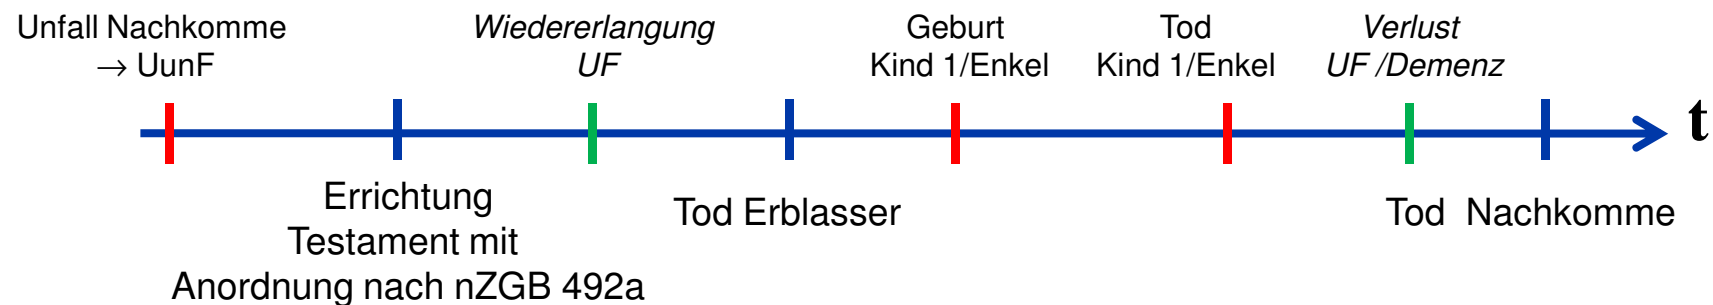 Unfall Nachkomme
→ UunF
Wiedererlangung
UF
Geburt
Kind 1/Enkel
Tod
Kind 1/Enkel
Verlust
UF /Demenz
t
Errichtung
Testament mit
Anordnung nach nZGB 492a
Tod Erblasser
Tod Nachkomme